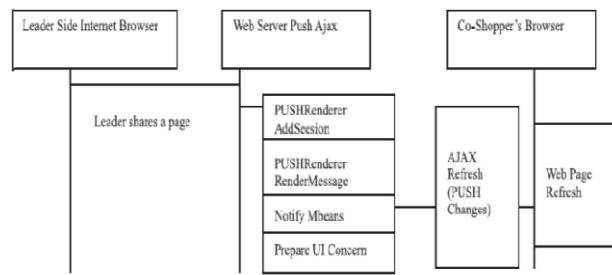 Leader Side Internet Browser
Web Server Push Ajax
Co-Shopper's Browser
Leader shares a page
PUSHRenderer
AddSeesion
PUSHRenderer
RenderMessage
Notify Mbeans
Prepare UI Concern
AJAX
Refresh
(PUSH
Changes)
Web Page
Refresh